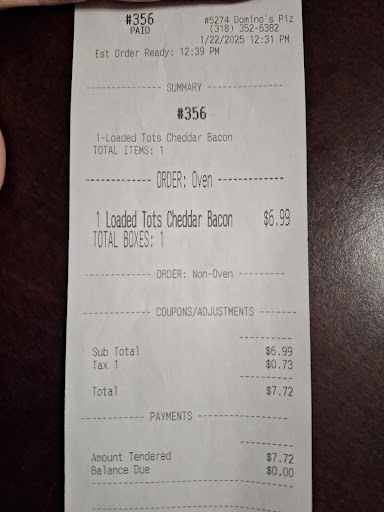 #356 #5274 Domino's Piz
PAID (318) 352-6382
1/22/2025 12:31 PM
Est Order Ready: 12:39 PM
SUMMARY
#356
1-Loaded Tots Cheddar Bacon
TOTAL ITEMS: 1
ORDER: Oven
1 Loaded Tots Cheddar Bacon $6.99
TOTAL BOXES: 1
ORDER: Non-Oven
COUPONS/ADJUSTMENTS
Sub Total $6.99
Tax 1 $0.73
Total $7.72
PAYMENTS
Amount Tendered $7.72
Balance Due $0.00